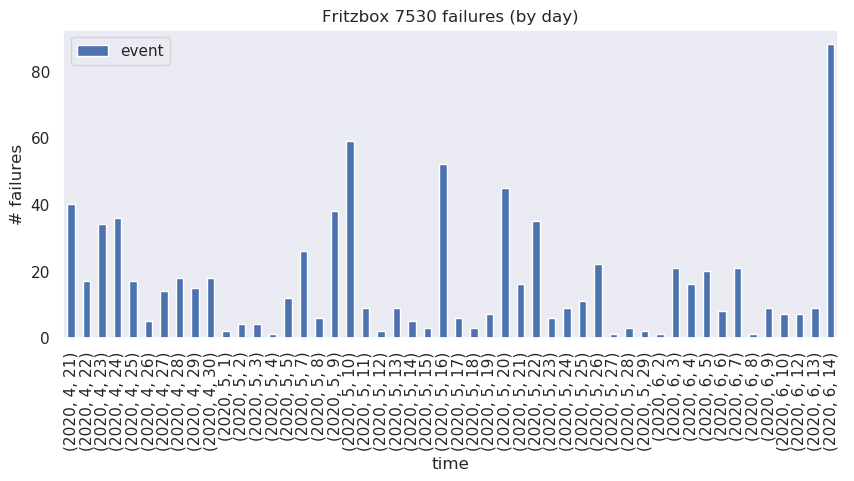 Fritzbox 7530 failures (by day)
event
# failures
80
60
40
20
0
(2020, 4, 21)
(2020, 4, 22)
(2020, 4, 23)
(2020, 4, 24)
(2020, 4, 25)
(2020, 4, 26)
(2020, 4, 27)
(2020, 4, 28)
(2020, 4, 29)
(2020, 4, 30)
(2020, 5, 1)
(2020, 5, 2)
(2020, 5, 3)
(2020, 5, 4)
(2020, 5, 5)
(2020, 5, 7)
(2020, 5, 8)
(2020, 5, 9)
(2020, 5, 10)
(2020, 5, 11)
(2020, 5, 12)
(2020, 5, 13)
(2020, 5, 14)
(2020, 5, 15)
(2020, 5, 16)
(2020, 5, 17)
(2020, 5, 18)
(2020, 5, 19)
(2020, 5, 20)
(2020, 5, 21)
(2020, 5, 22)
(2020, 5, 23)
(2020, 5, 24)
(2020, 5, 25)
(2020, 5, 26)
(2020, 5, 27)
(2020, 5, 28)
(2020, 5, 29)
(2020, 6, 2)
(2020, 6, 3)
(2020, 6, 4)
(2020, 6, 5)
(2020, 6, 6)
(2020, 6, 7)
(2020, 6, 8)
(2020, 6, 9)
(2020, 6, 10)
(2020, 6, 12)
(2020, 6, 13)
(2020, 6, 14)
time